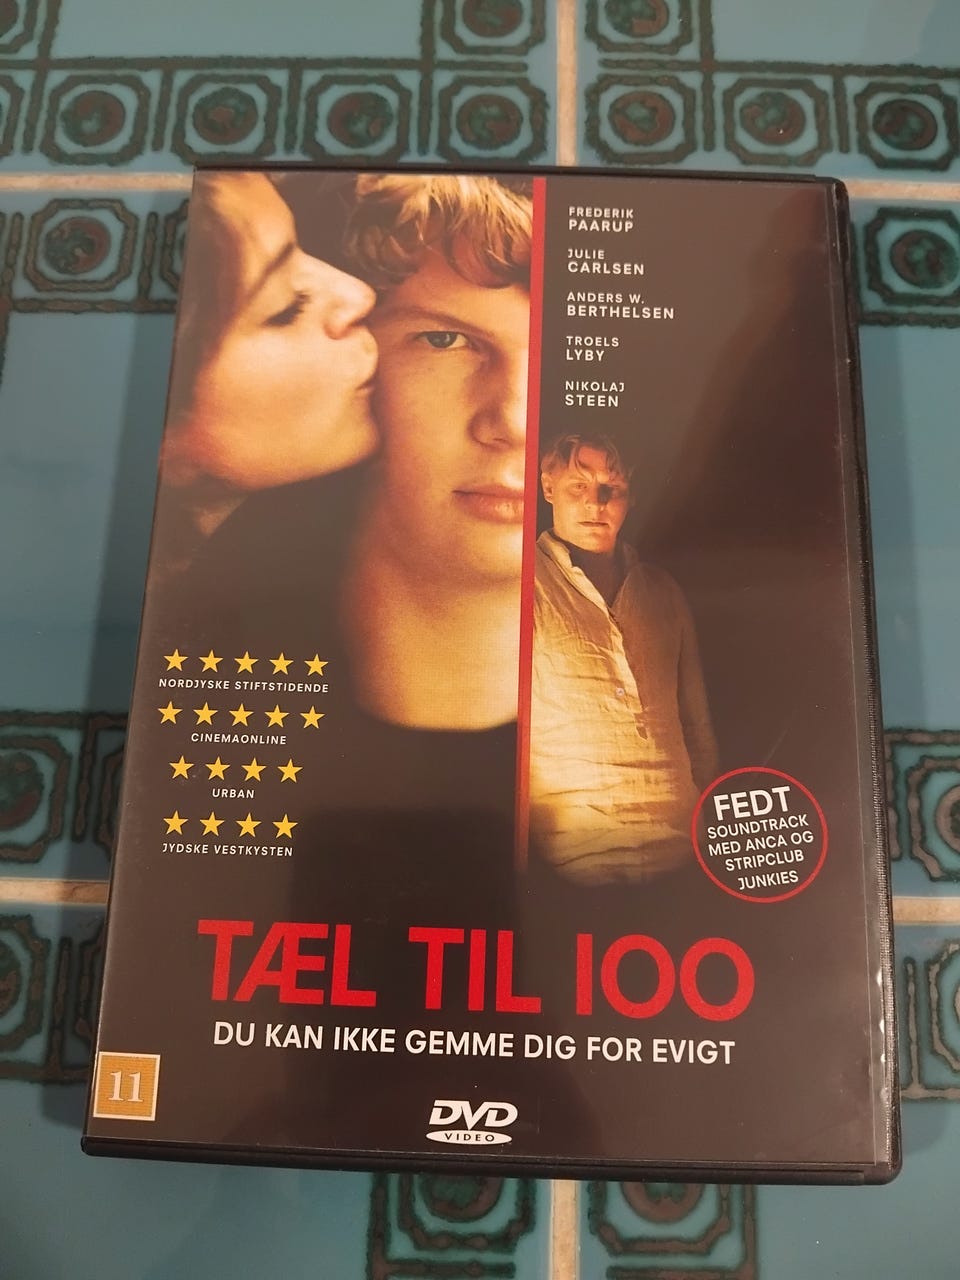 FREDERIK
PAARUP
JULIE
CARLSEN
ANDERS W.
BERTHELSEN
TROELS
LYBY
NIKOLAJ
STEEN
NORDJYSKE STIFTSTIDENDE
CINEMAONLINE
URBAN
JYDSKE VESTKYSTEN
FEDT
SOUNDTRACK
MED ANCA OG
STRIPCLUB
JUNKIES
TÆL TIL 100
DU KAN IKKE GEMME DIG FOR EVIGT
11
DVD
VIDEO